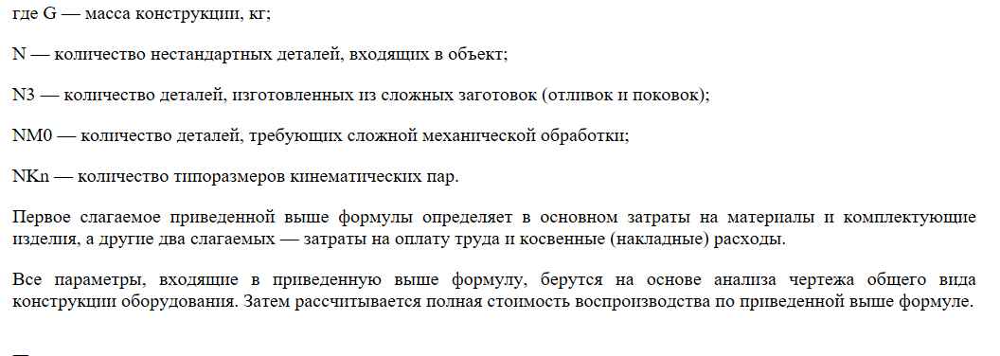 где G — масса конструкции, кг;
N — количество нестандартных деталей, входящих в объект;
N3 — количество деталей, изготовленных из сложных заготовок (отливок и поковок);
NM0 — количество деталей, требующих сложной механической обработки;
NKn — количество типоразмеров кинематических пар.
Первое слагаемое приведенной выше формулы определяет в основном затраты на материалы и комплектующие
изделия, а другие два слагаемых — затраты на оплату труда и косвенные (накладные) расходы.
Все параметры, входящие в приведенную выше формулу, берутся на основе анализа чертежа общего вида
конструкции оборудования. Затем рассчитывается полная стоимость воспроизводства по приведенной выше формуле.